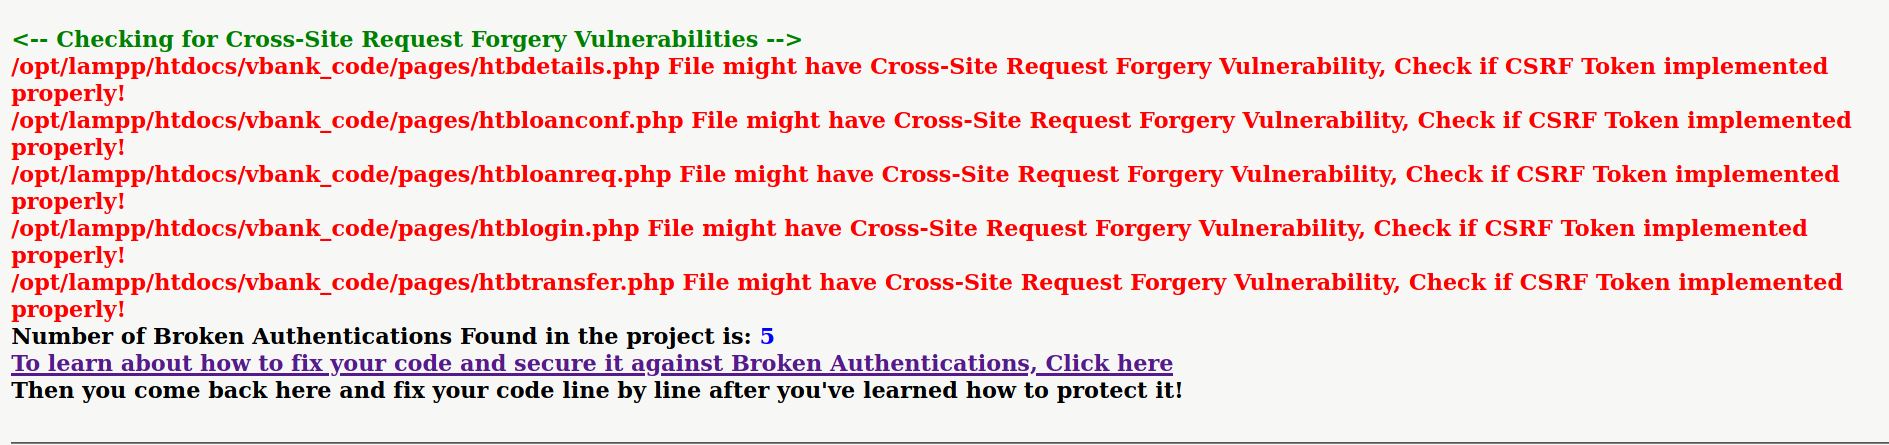 <-- Checking for Cross-Site Request Forgery Vulnerabilities -->
/opt/lampp/htdocs/vbank_code/pages/htbdetails.php File might have Cross-Site Request Forgery Vulnerability, Check if CSRF Token implemented
properly!
/opt/lampp/htdocs/vbank_code/pages/htbloanconf.php File might have Cross-Site Request Forgery Vulnerability, Check if CSRF Token implemented
properly!
/opt/lampp/htdocs/vbank_code/pages/htbloanreq.php File might have Cross-Site Request Forgery Vulnerability, Check if CSRF Token implemented
properly!
/opt/lampp/htdocs/vbank_code/pages/htblogin.php File might have Cross-Site Request Forgery Vulnerability, Check if CSRF Token implemented
properly!
/opt/lampp/htdocs/vbank_code/pages/htbtransfer.php File might have Cross-Site Request Forgery Vulnerability, Check if CSRF Token implemented
properly!
Number of Broken Authentications Found in the project is: 5
To learn about how to fix your code and secure it against Broken Authentications, Click here
Then you come back here and fix your code line by line after you've learned how to protect it!